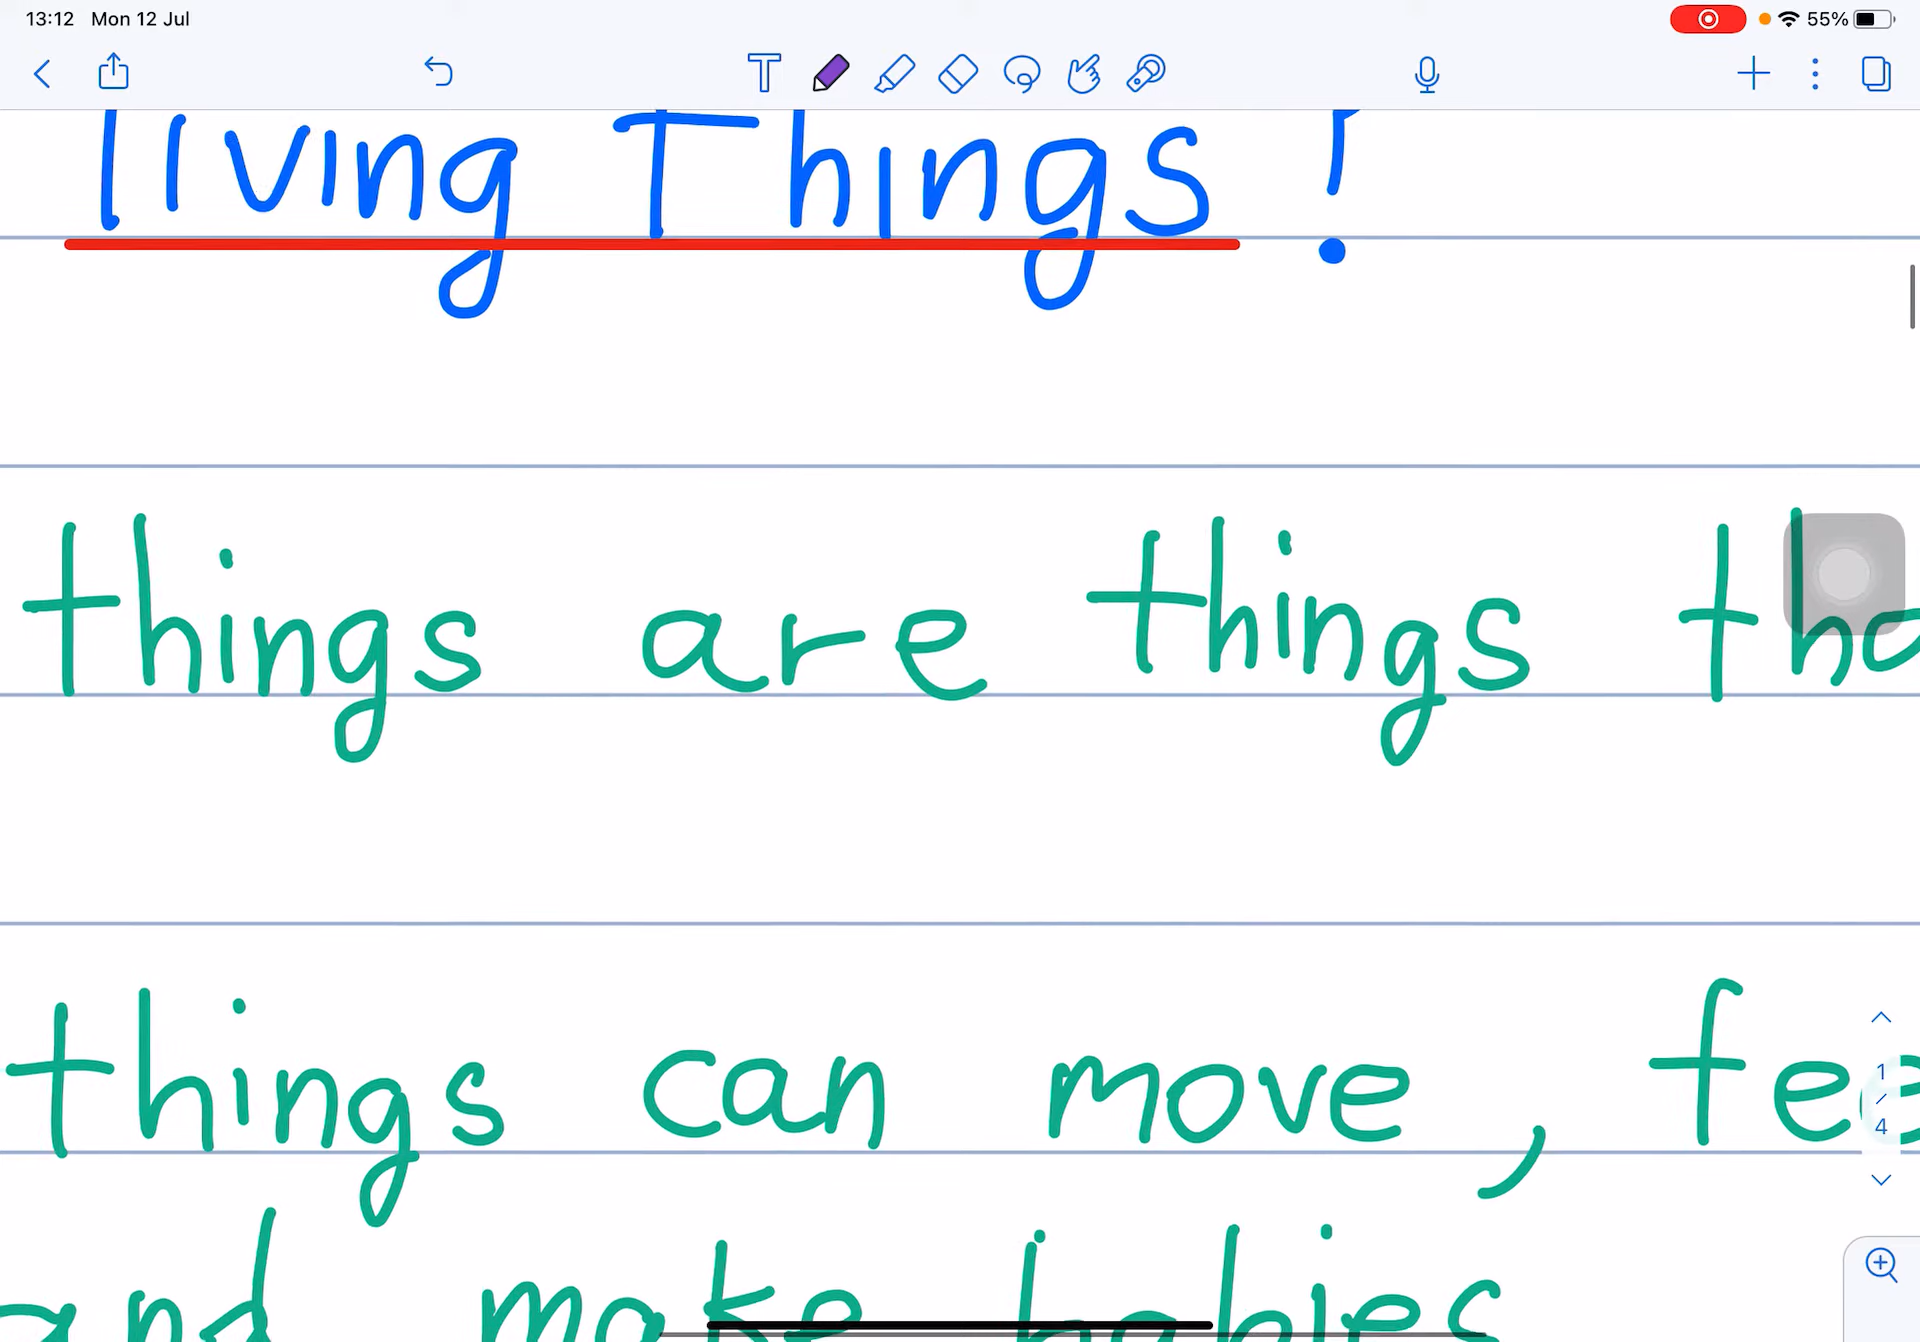 13:12 Mon 12 Jul 55%
living Things?
things are things
things can move,
1
4
and make babies